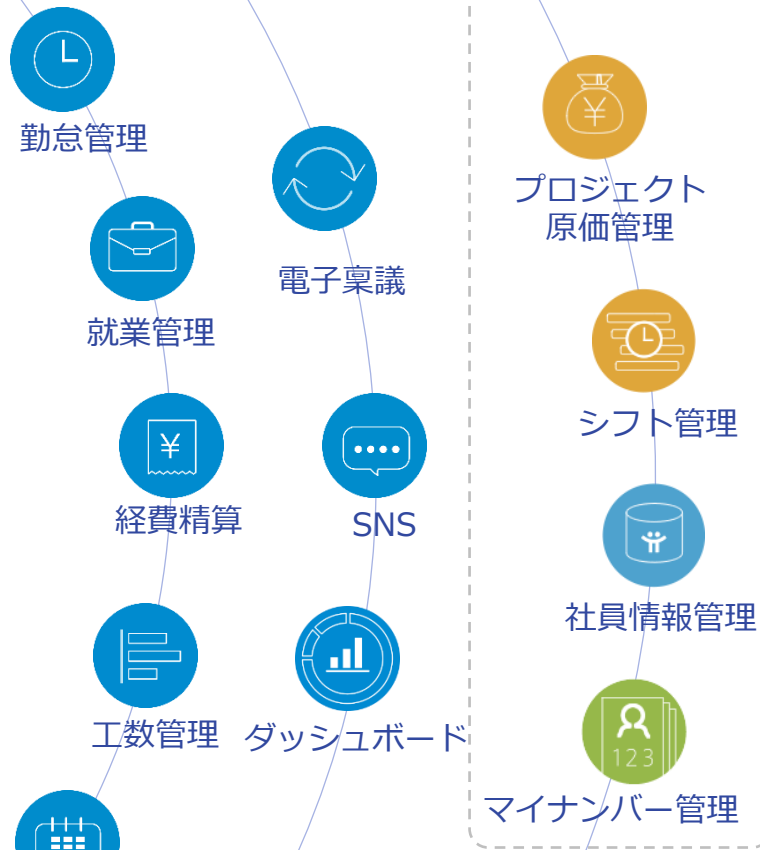 勤怠管理
就業管理
¥
経費精算
工数管理
電子稟議
SNS
ダッシュボード
¥
プロジェクト
原価管理
シフト管理
社員情報管理
123
マイナンバー管理